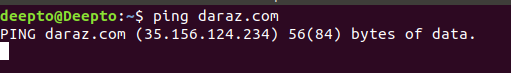 deepto@Deepto:~$ ping daraz.com
PING daraz.com (35.156.124.234) 56(84) bytes of data.